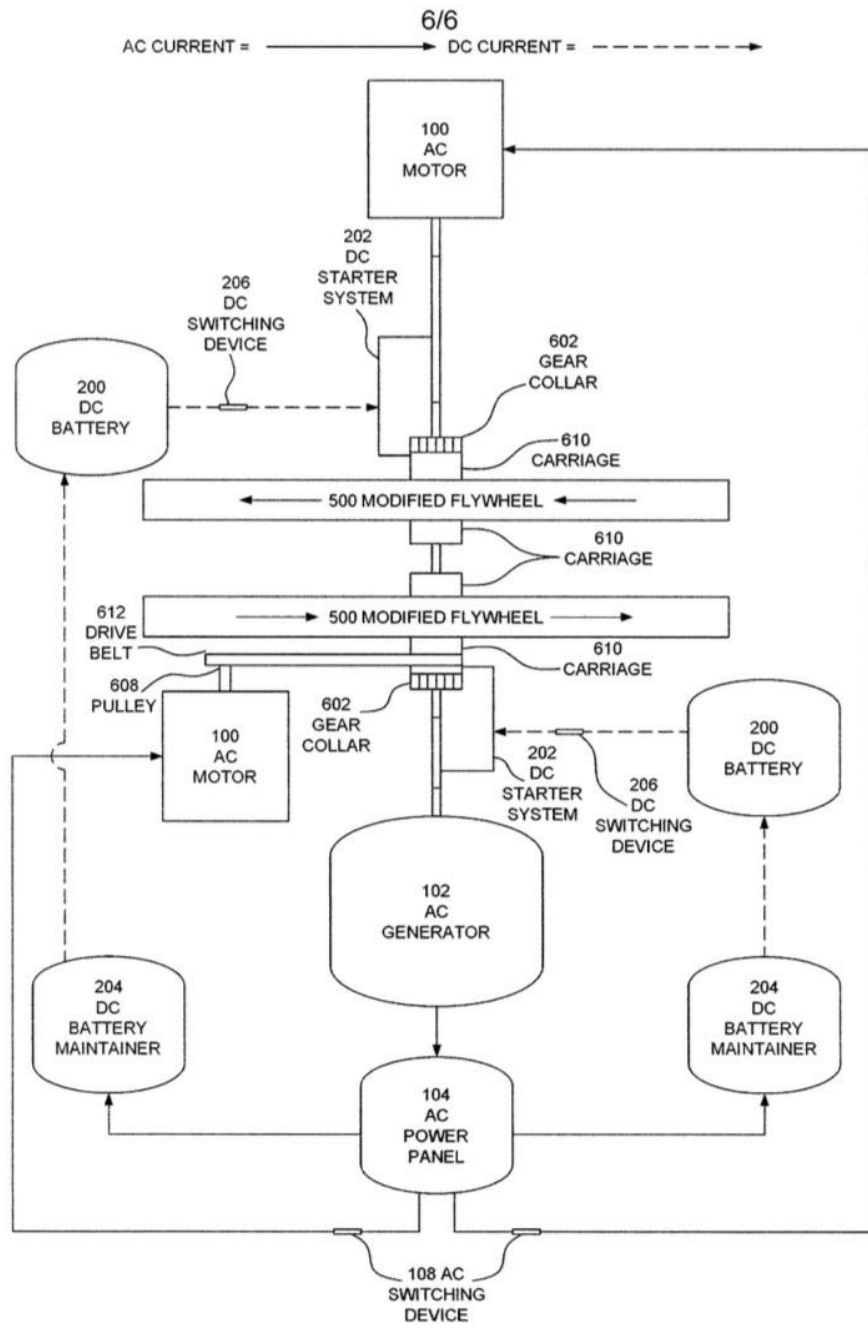 6/6
AC CURRENT =
DC CURRENT =
100
AC
MOTOR
202
DC
STARTER
SYSTEM
206
DC
SWITCHING
DEVICE
602
GEAR
COLLAR
200
DC
BATTERY
610
CARRIAGE
500 MODIFIED FLYWHEEL
610
CARRIAGE
500 MODIFIED FLYWHEEL
612
DRIVE
BELT
610
CARRIAGE
608
PULLEY
602
GEAR
COLLAR
100
AC
MOTOR
200
DC
BATTERY
202
DC
STARTER
SYSTEM
206
DC
SWITCHING
DEVICE
102
AC
GENERATOR
204
DC
BATTERY
MAINTAINER
204
DC
BATTERY
MAINTAINER
104
AC
POWER
PANEL
108 AC
SWITCHING
DEVICE